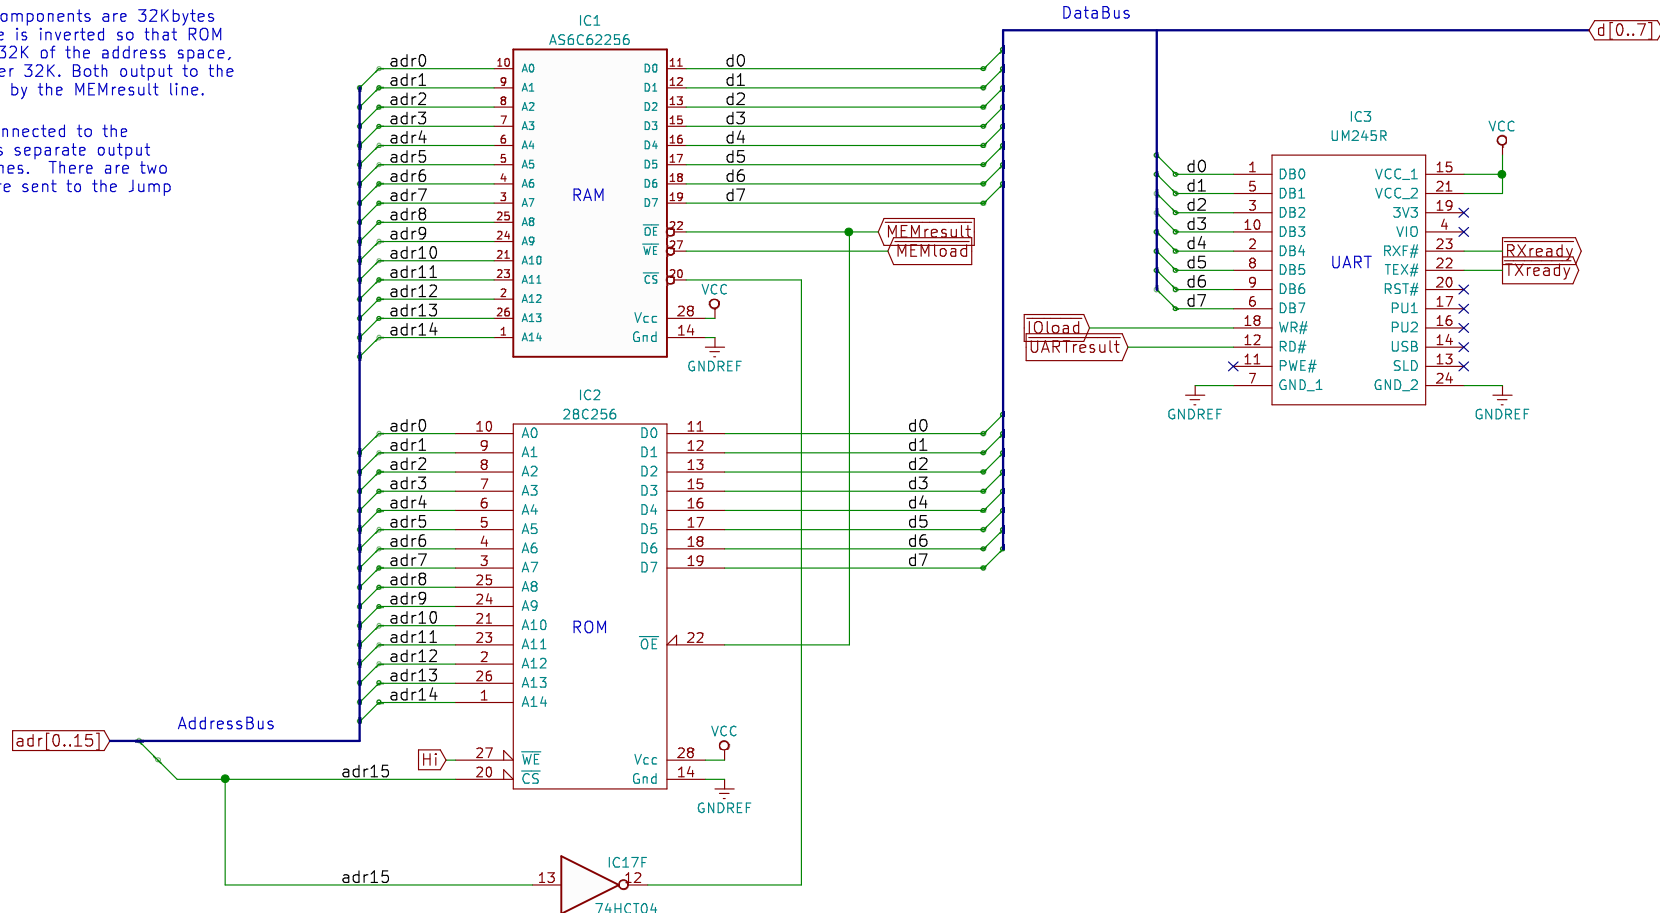 omponents are 32Kbytes
e is inverted so that ROM
32K of the address space,
er 32K. Both output to the
by the MEMresult line.
nnected to the
s separate output
nes. There are two
re sent to the Jump
IC1
AS6C62256
adr0 10 A0 D0 11 d0
adr1 9 A1 D1 12 d1
adr2 8 A2 D2 13 d2
adr3 7 A3 D3 15 d3
adr4 6 A4 D4 16 d4
adr5 5 A5 D5 17 d5
adr6 4 A6 D6 18 d6
adr7 3 A7 D7 19 d7
RAM
adr8 25 A8
adr9 24 A9
adr10 21 A10
adr11 23 A11
adr12 2 A12
adr13 26 A13
adr14 1 A14
OE 22 MEMresult
WE 27 MEMload
CS 20
VCC
Vcc 28
Gnd 14
GNDREF
DataBus
d[0..7]
IC3
UM245R
VCC
d0 1 DB0 VCC_1 15
d1 5 DB1 VCC_2 21
d2 3 DB2 3V3 19
d3 10 DB3 VIO 4
d4 2 DB4 RXF# 23 RXready
d5 8 DB5 TEX# 22 TXready
d6 9 DB6 RST# 20
d7 6 DB7 PU1 17
IOload 18 WR# PU2 16
UARTresult 12 RD# USB 14
11 PWE# SLD 13
7 GND_1 GND_2 24
UART
GNDREF
GNDREF
IC2
28C256
adr0 10 A0 D0 11 d0
adr1 9 A1 D1 12 d1
adr2 8 A2 D2 13 d2
adr3 7 A3 D3 15 d3
adr4 6 A4 D4 16 d4
adr5 5 A5 D5 17 d5
adr6 4 A6 D6 18 d6
adr7 3 A7 D7 19 d7
adr8 25 A8
adr9 24 A9
adr10 21 A10
ROM
adr11 23 A11 OE 22
adr12 2 A12
adr13 26 A13
adr14 1 A14
AddressBus
adr[0..15]
VCC
Hi 27 WE Vcc 28
adr15 20 CS Gnd 14
GNDREF
IC17F
adr15 13 12
74HCT04